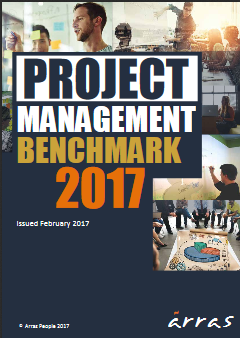 PROJECT
MANAGEMENT
BENCHMARK
2017
Issued February 2017
© Arras People 2017
arras